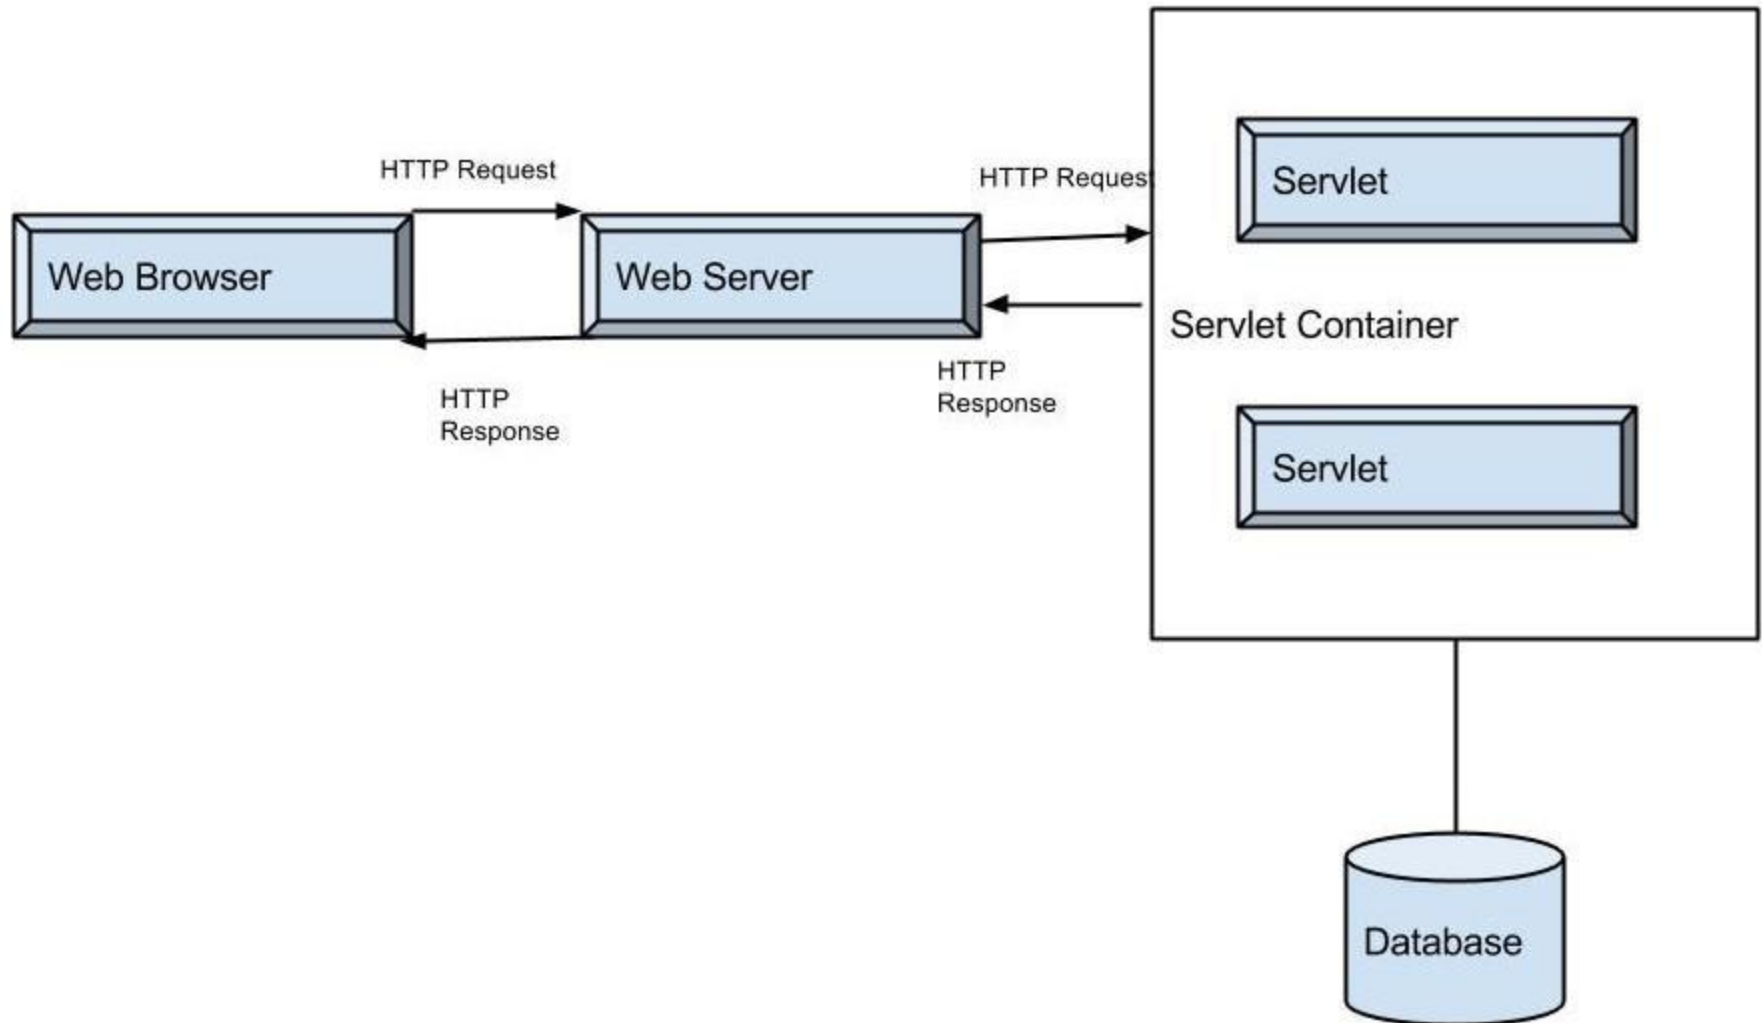 HTTP Request
HTTP Request
Servlet
Web Browser
Web Server
Servlet Container
HTTP
Response
HTTP
Response
Servlet
Database